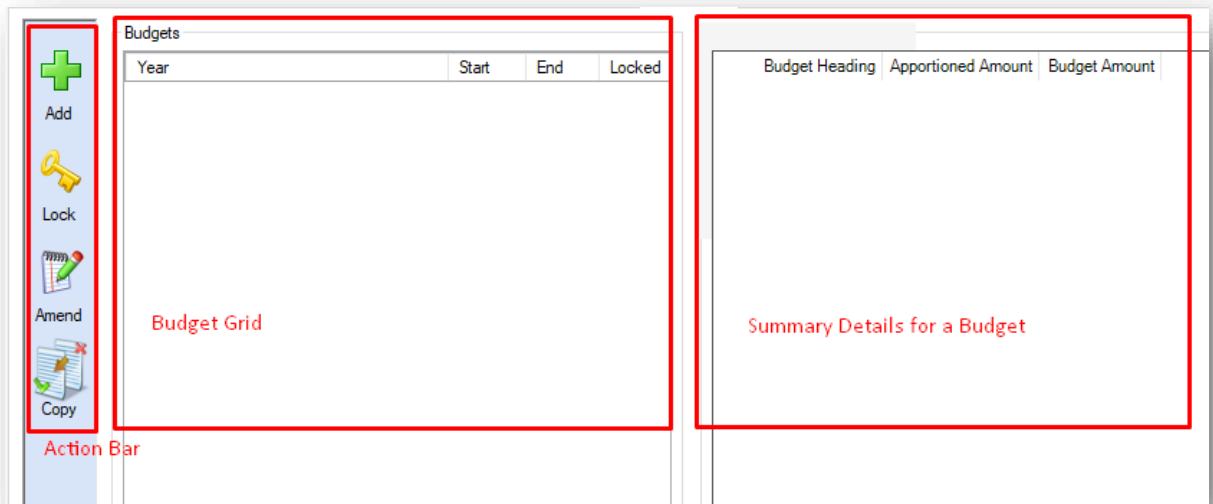 Budgets
Year Start End Locked
Budget Heading Apportioned Amount Budget Amount
Add
Lock
Amend
Copy
Budget Grid
Summary Details for a Budget
Action Bar